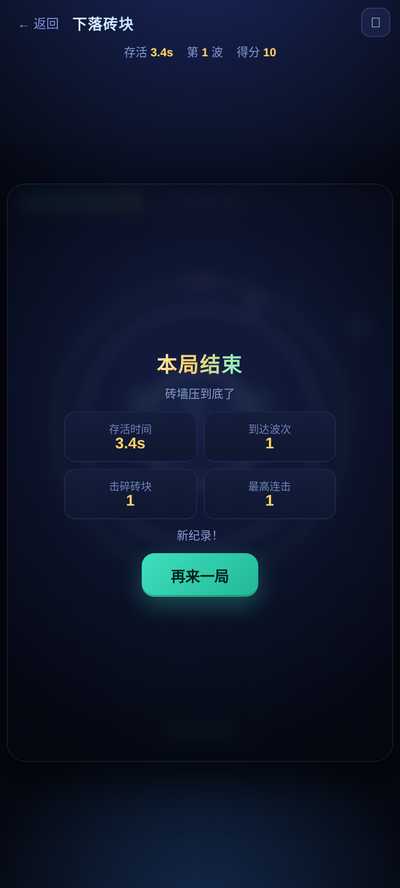 ← 返回 下落砖块
存活 3.4s 第 1 波 得分 10
本局结束
砖墙压到底了
存活时间 到达波次
3.4s 1
击碎砖块 最高连击
1 1
新纪录！
再来一局